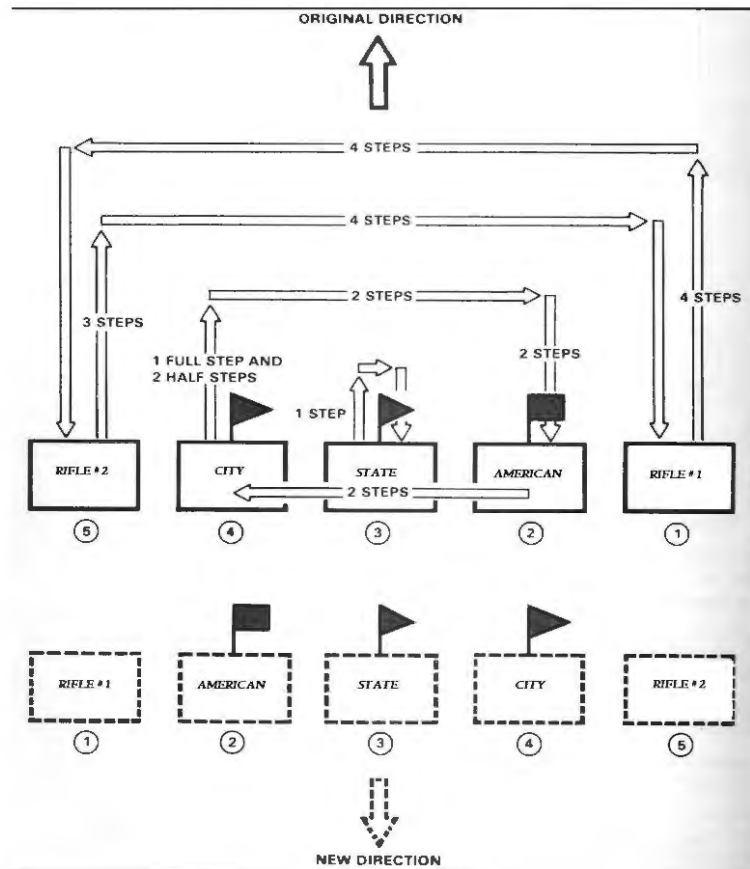 ORIGINAL DIRECTION
4 STEPS
4 STEPS
2 STEPS
4 STEPS
3 STEPS
1 FULL STEP AND
2 HALF STEPS
2 STEPS
1 STEP
RIFLE #2
CITY
STATE
AMERICAN
RIFLE #1
2 STEPS
5
4
3
2
1
RIFLE #1
AMERICAN
STATE
CITY
RIFLE #2
1
2
3
4
5
NEW DIRECTION